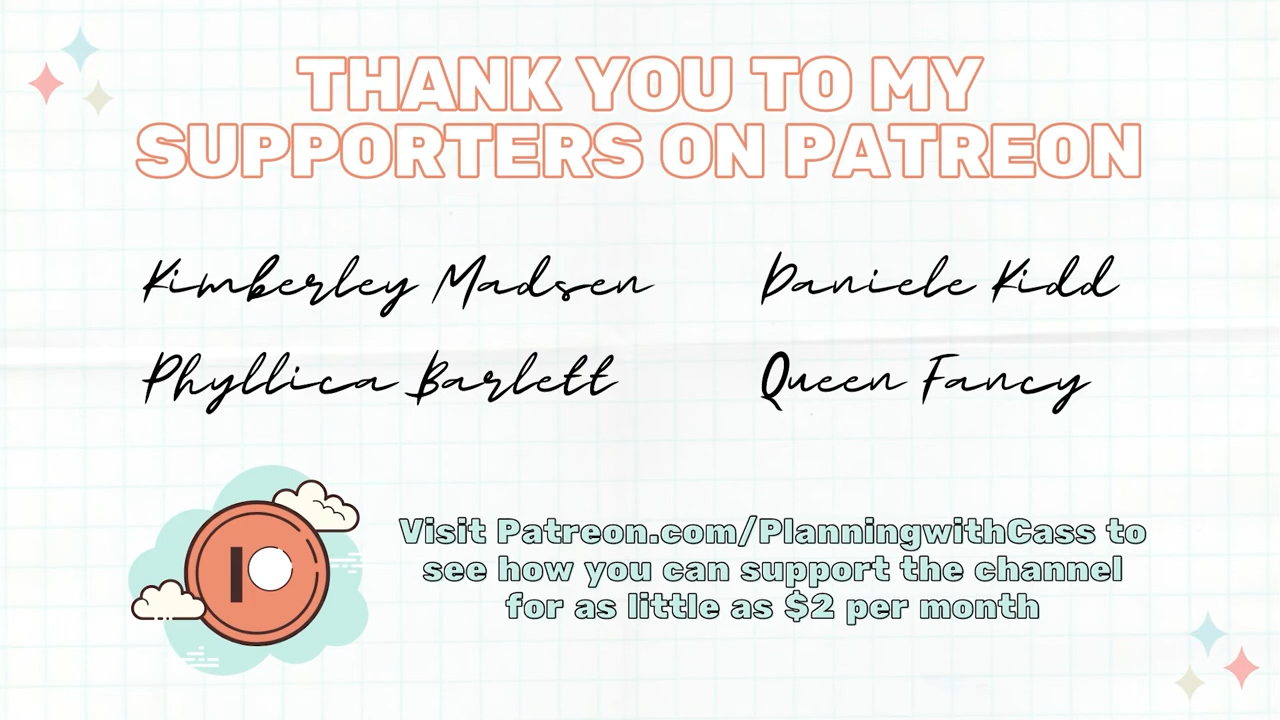 THANK YOU TO MY
SUPPORTERS ON PATREON
Kimberley Madsen
Daniele Kidd
Phyllica Barlett
Queen Fancy
Visit Patreon.com/PlanningwithCass to
see how you can support the channel
for as little as $2 per month